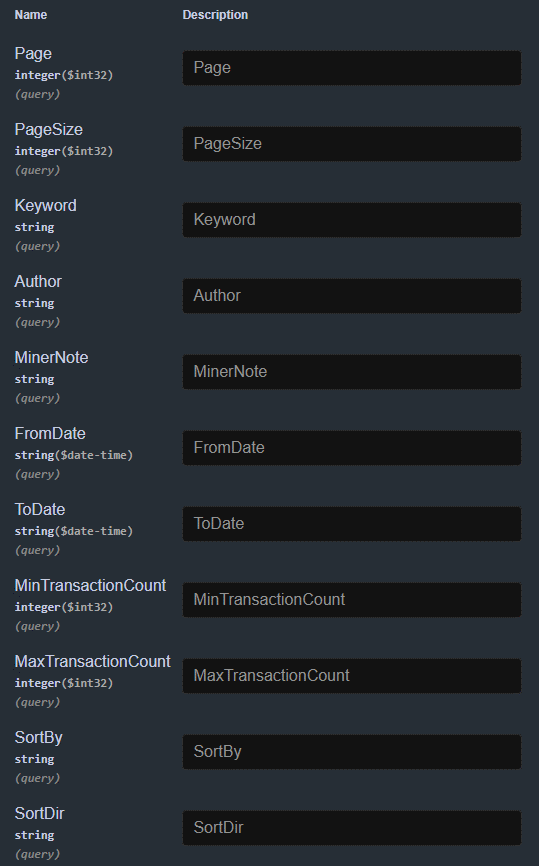 Name Description
Page
integer($int32)
(query)
Page
PageSize
integer($int32)
(query)
PageSize
Keyword
string
(query)
Keyword
Author
string
(query)
Author
MinerNote
string
(query)
MinerNote
FromDate
string($date-time)
(query)
FromDate
ToDate
string($date-time)
(query)
ToDate
MinTransactionCount
integer($int32)
(query)
MinTransactionCount
MaxTransactionCount
integer($int32)
(query)
MaxTransactionCount
SortBy
string
(query)
SortBy
SortDir
string
(query)
SortDir